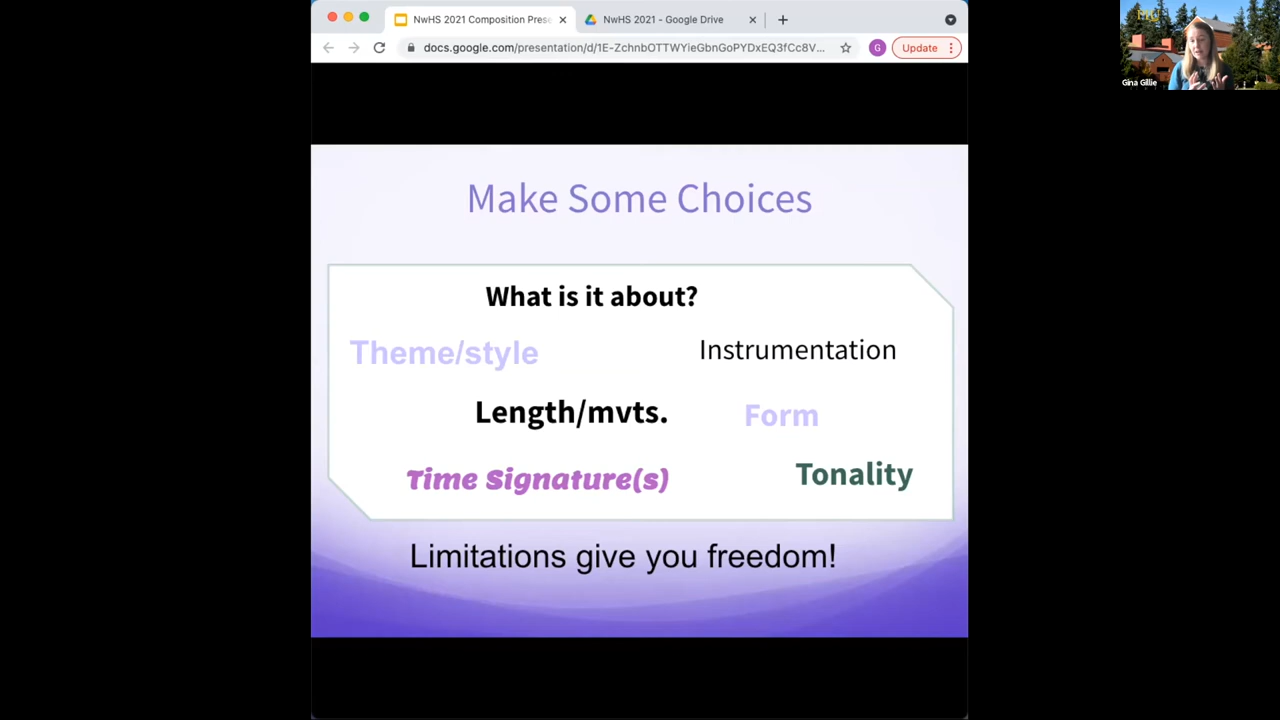 NwHS 2021 Composition Prese
NwHS 2021 - Google Drive
docs.google.com/presentation/d/1E-ZchnbOTTWYieGbnGoPYDxEQ3fCc8V...
G
Update
Gina Gillie
Make Some Choices
What is it about?
Theme/style
Instrumentation
Length/mvts.
Form
Time Signature(s)
Tonality
Limitations give you freedom!